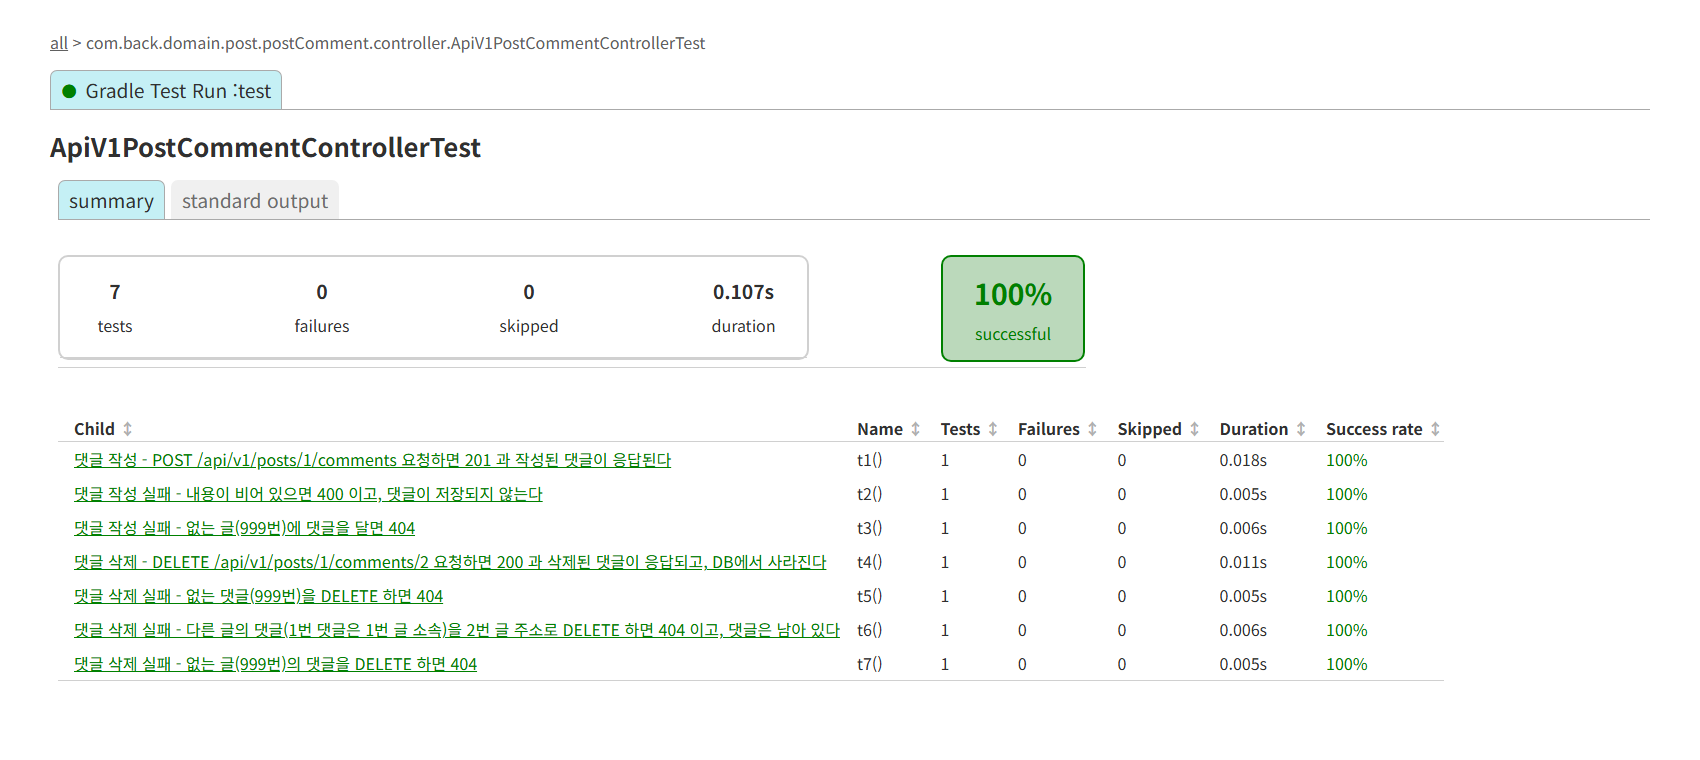 all > com.back.domain.post.postComment.controller.ApiV1PostCommentControllerTest
Gradle Test Run :test
ApiV1PostCommentControllerTest
summary standard output
7 0 0 0.107s 100%
tests failures skipped duration successful
Child Name Tests Failures Skipped Duration Success rate
댓글 작성 - POST /api/v1/posts/1/comments 요청하면 201 과 작성된 댓글이 응답된다 t1() 1 0 0 0.018s 100%
댓글 작성 실패 - 내용이 비어 있으면 400 이고, 댓글이 저장되지 않는다 t2() 1 0 0 0.005s 100%
댓글 작성 실패 - 없는 글(999번)에 댓글을 달면 404 t3() 1 0 0 0.006s 100%
댓글 삭제 - DELETE /api/v1/posts/1/comments/2 요청하면 200 과 삭제된 댓글이 응답되고, DB에서 사라진다 t4() 1 0 0 0.011s 100%
댓글 삭제 실패 - 없는 댓글(999번)을 DELETE 하면 404 t5() 1 0 0 0.005s 100%
댓글 삭제 실패 - 다른 글의 댓글(1번 댓글은 1번 글 소속)을 2번 글 주소로 DELETE 하면 404 이고, 댓글은 남아 있다 t6() 1 0 0 0.006s 100%
댓글 삭제 실패 - 없는 글(999번)의 댓글을 DELETE 하면 404 t7() 1 0 0 0.005s 100%